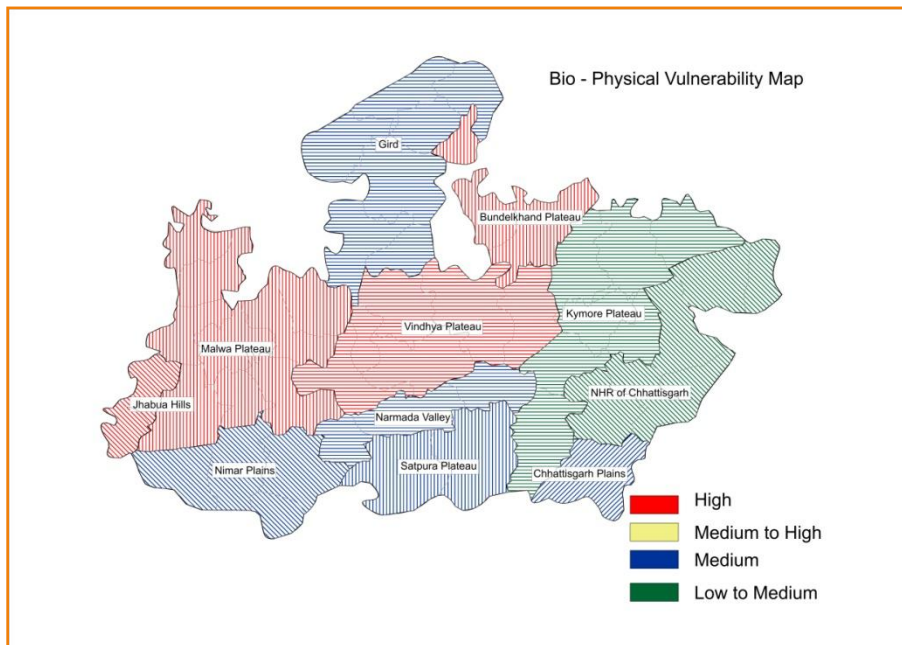 Bio - Physical Vulnerability Map
Gird
Bundelkhand Plateau
Kymore Plateau
Vindhya Plateau
Malwa Plateau
NHR of Chhattisgarh
Jhabua Hills
Narmada Valley
Nimar Plains
Satpura Plateau
Chhattisgarh Plains
High
Medium to High
Medium
Low to Medium